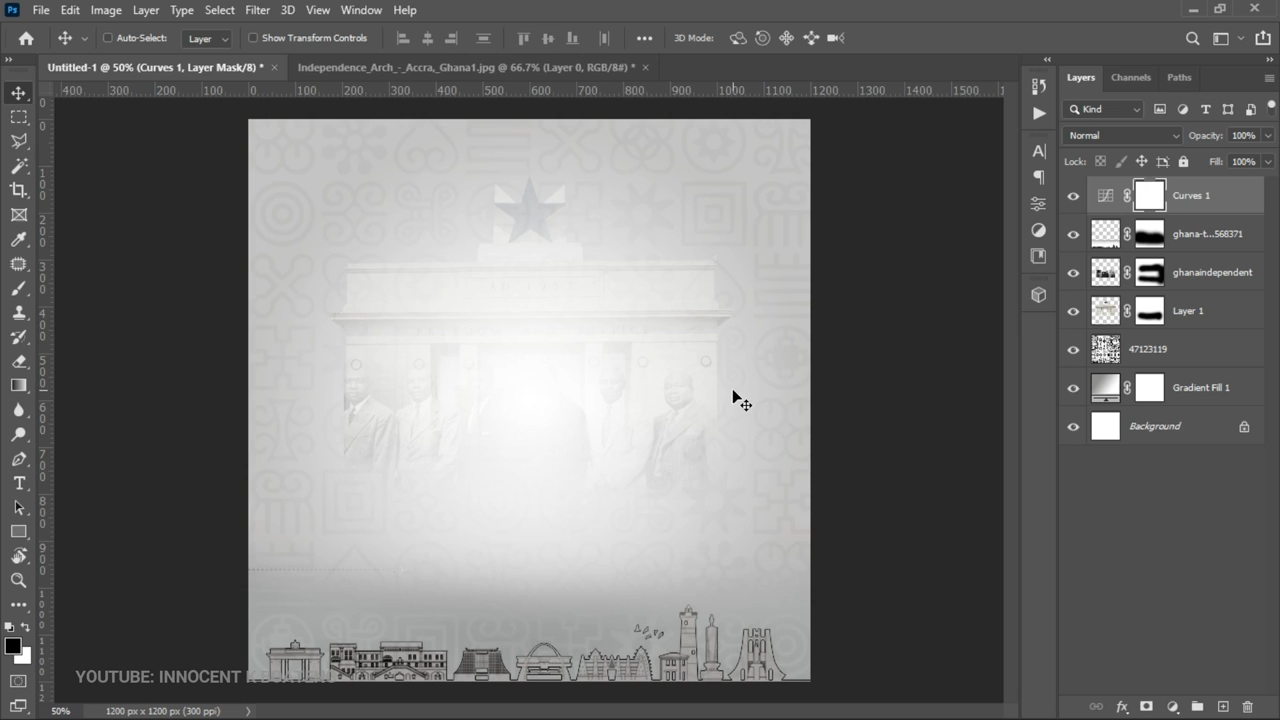 Ps File Edit Image Layer Type Select Filter 3D View Window Help
Auto-Select: Layer Show Transform Controls 3D Mode:
Untitled-1 @ 50% (Curves 1, Layer Mask/8) * × Independence_Arch_-_Accra,_Ghana1.jpg @ 66.7% (Layer 0, RGB/8#) * ×
400 300 200 100 0 100 200 300 400 500 600 700 800 900 1000 1100 1200 1300 1400 1500
Layers Channels Paths
Kind
Normal Opacity: 100%
Lock: Fill: 100%
Curves 1
ghana-t...568371
ghanaindependent
Layer 1
47123119
Gradient Fill 1
Background
YOUTUBE: INNOCENT
50% 1200 px x 1200 px (300 ppi)